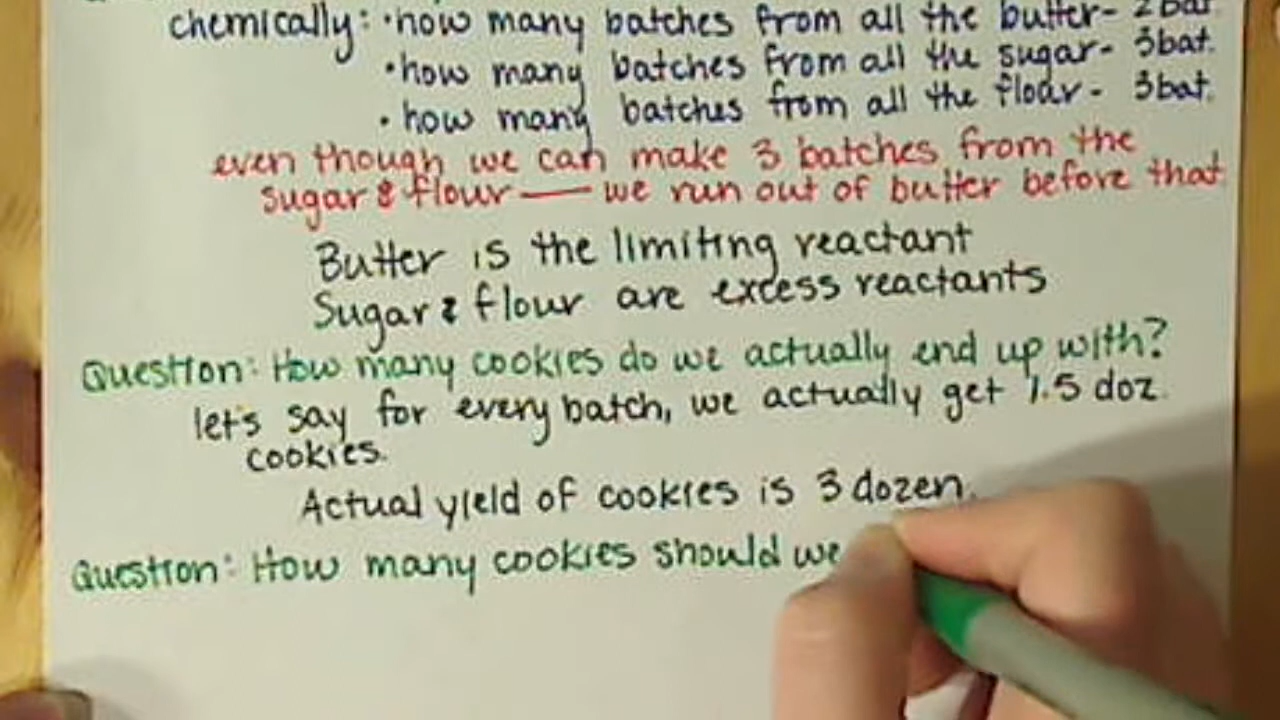 chemically: • how many batches from all the butter- 2 bat
• how many batches from all the sugar- 3 bat.
• how many batches from all the flour - 3 bat.
even though we can make 3 batches from the
sugar & flour — we run out of butter before that
Butter is the limiting reactant
Sugar & flour are excess reactants
Question: How many cookies do we actually end up with?
let's say for every batch, we actually get 1.5 doz.
cookies.
Actual yield of cookies is 3 dozen.
Question: How many cookies should we